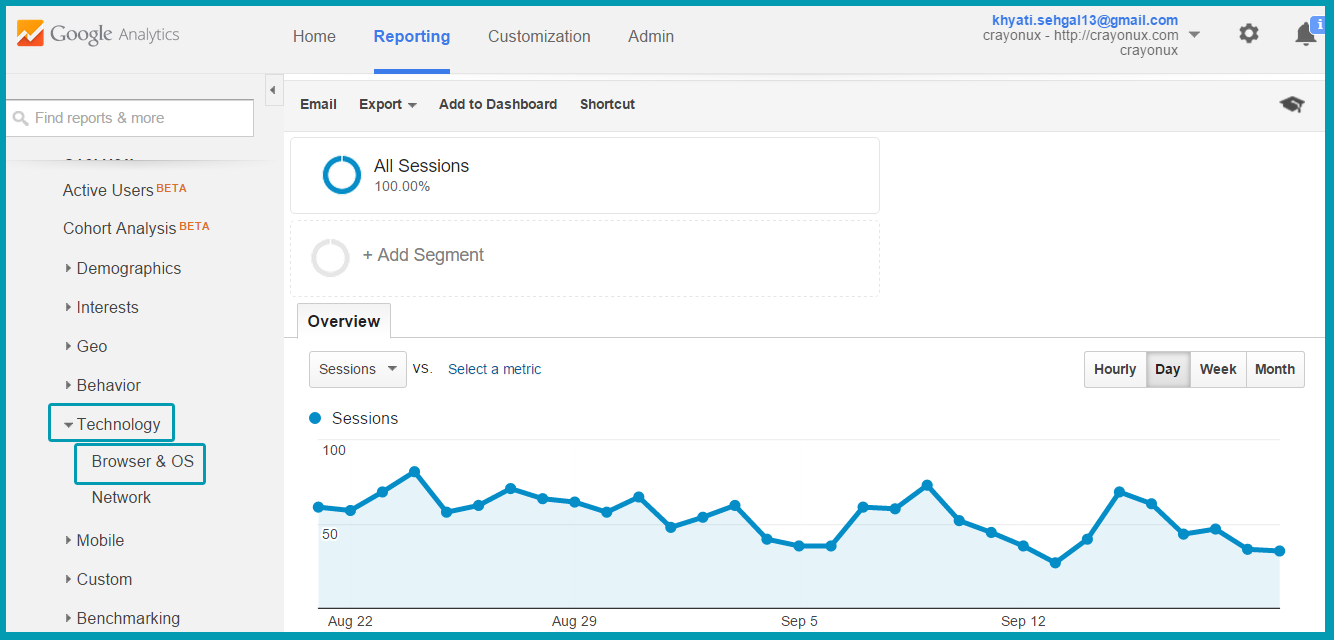 Google Analytics
Home Reporting Customization Admin
khyati.sehgal13@gmail.com
crayonux - http://crayonux.com
crayonux
i
Find reports & more
Email Export Add to Dashboard Shortcut
Active Users BETA
Cohort Analysis BETA
Demographics
Interests
Geo
Behavior
Technology
Browser & OS
Network
Mobile
Custom
Benchmarking
All Sessions
100.00%
+ Add Segment
Overview
Sessions VS. Select a metric
Hourly Day Week Month
Sessions
100
50
Aug 22 Aug 29 Sep 5 Sep 12